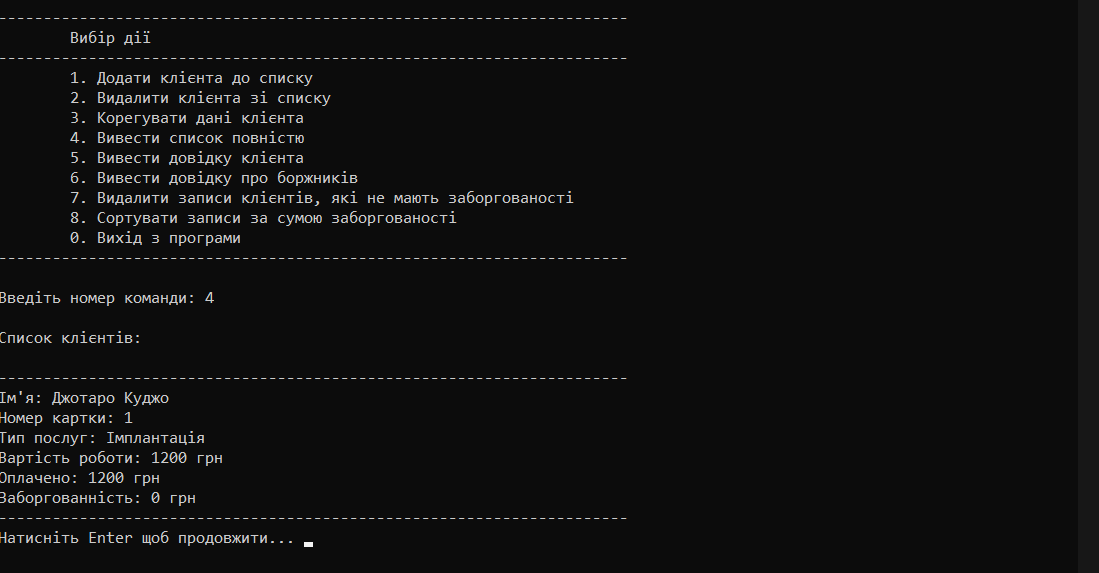 ----------------------------------------------------------------------
Вибір дії
----------------------------------------------------------------------
1. Додати клієнта до списку
2. Видалити клієнта зі списку
3. Корегувати дані клієнта
4. Вивести список повністю
5. Вивести довідку клієнта
6. Вивести довідку про боржників
7. Видалити записи клієнтів, які не мають заборгованості
8. Сортувати записи за сумою заборгованості
0. Вихід з програми
----------------------------------------------------------------------
Введіть номер команди: 4
Список клієнтів:
----------------------------------------------------------------------
Ім'я: Джотаро Куджо
Номер картки: 1
Тип послуг: Імплантація
Вартість роботи: 1200 грн
Оплачено: 1200 грн
Заборгованність: 0 грн
----------------------------------------------------------------------
Натисніть Enter щоб продовжити...